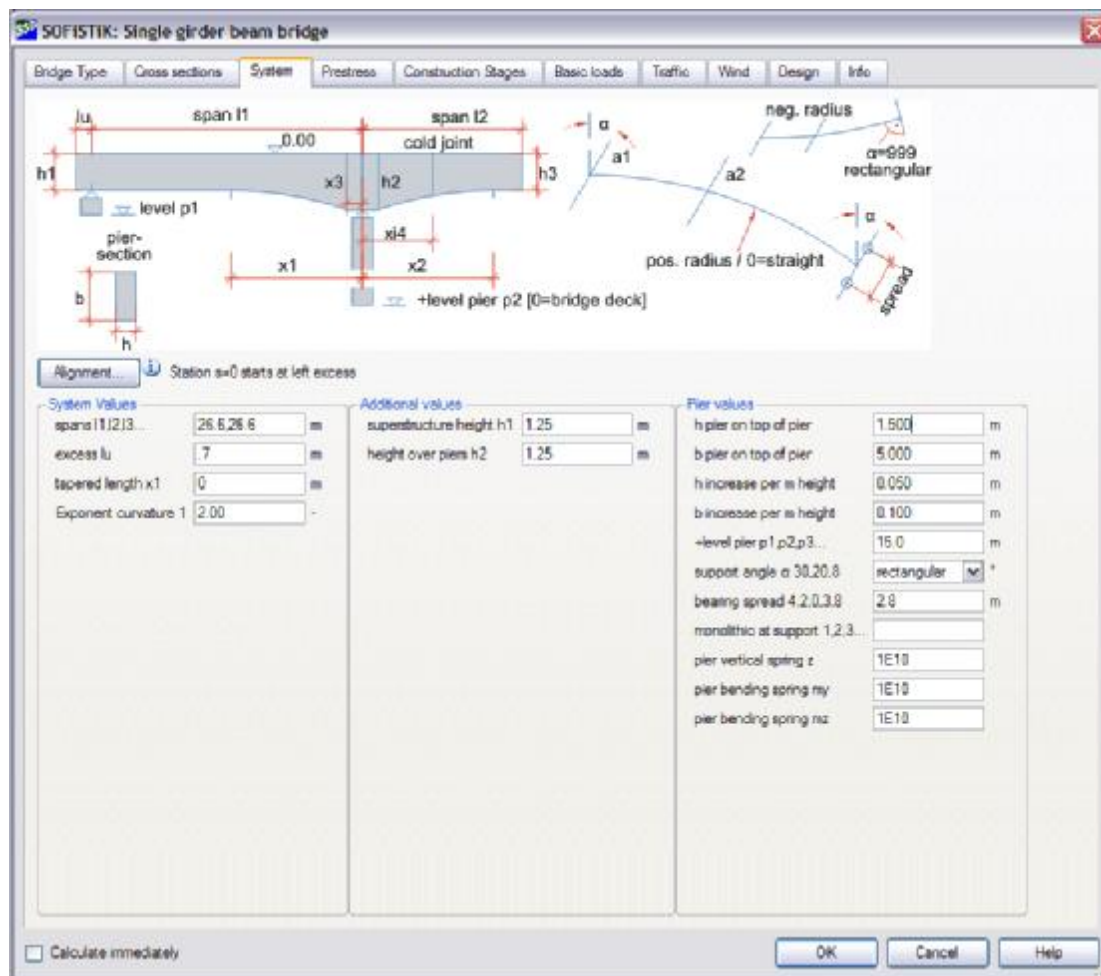 SOFiSTiK: Single girder beam bridge
Bridge Type Cross sections System Prestress Construction Stages Basic loads Traffic Wind Design Info
lu span l1 span l2
0.00 cold joint
h1 x3 h2 h3
level p1
pier-
section
xi4
x1 x2
b
h
+level pier p2 [0=bridge deck]
α
a1
a2
neg. radius
α=999
rectangular
α
pos. radius / 0=straight
spread
Alignment... Station s=0 starts at left excess
System Values
spans l1,l2,l3... 26.6,26.6 m
excess lu .7 m
tapered length x1 0 m
Exponent curvature 1 2.00 -
Additional values
superstructure height h1 1.25 m
height over piers h2 1.25 m
Pier values
h pier on top of pier 1.500 m
b pier on top of pier 5.000 m
h increase per m height 0.050 m
b increase per m height 0.100 m
+level pier p1,p2,p3... 15.0 m
support angle α 30,20,8 rectangular °
bearing spread 4.2,0,3.8 2.8 m
monolithic at support 1,2,3...
pier vertical spring z 1E10
pier bending spring my 1E10
pier bending spring mz 1E10
Calculate immediately OK Cancel Help